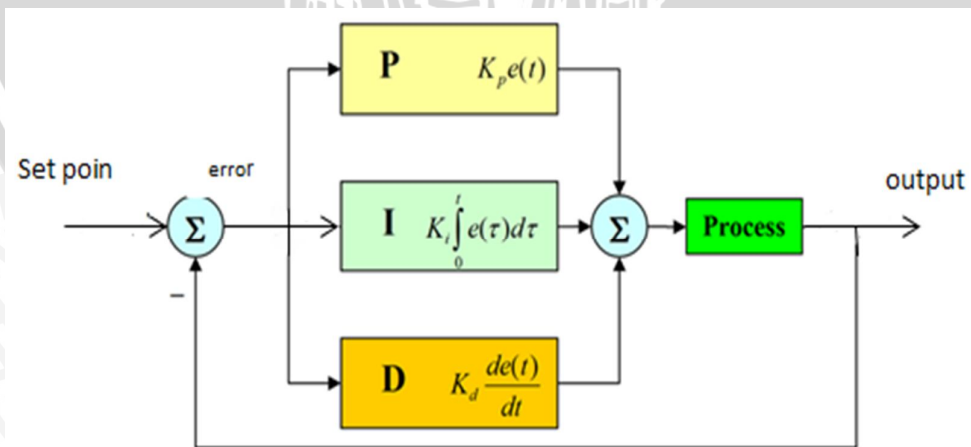 P K_p e(t)
Set poin
error
output
Σ
I K_i ∫_0^t e(τ)dτ
Σ
Process
−
D K_d de(t)/dt